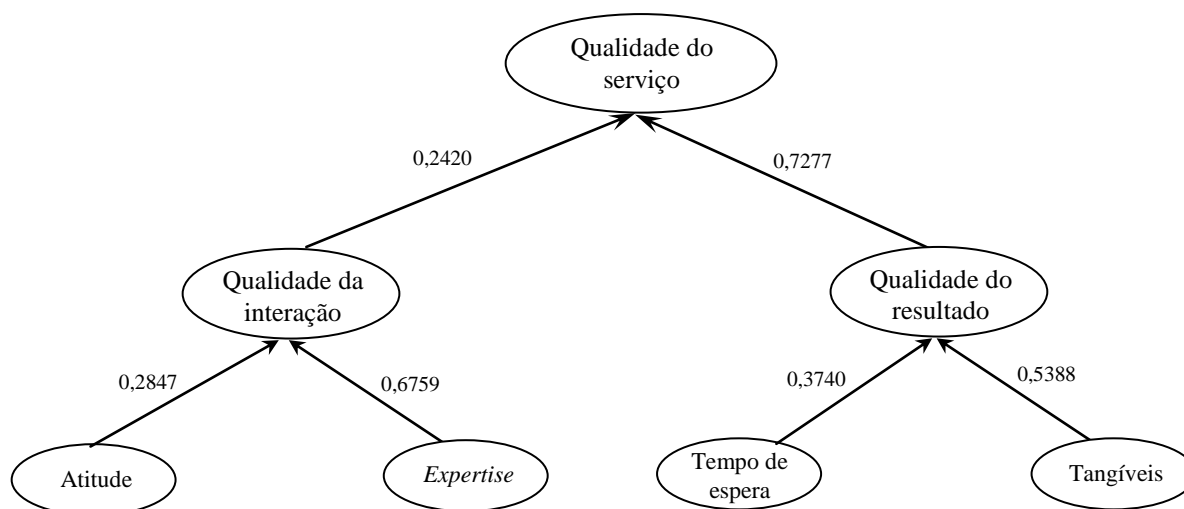 Qualidade do
serviço
0,2420
0,7277
Qualidade da
interação
Qualidade do
resultado
0,2847
0,6759
0,3740
0,5388
Atitude
Expertise
Tempo de
espera
Tangíveis